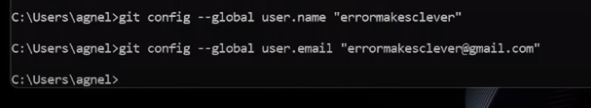 C:\Users\agnel>git config --global user.name "errormakesclever"
C:\Users\agnel>git config --global user.email "errormakesclever@gmail.com"
C:\Users\agnel>